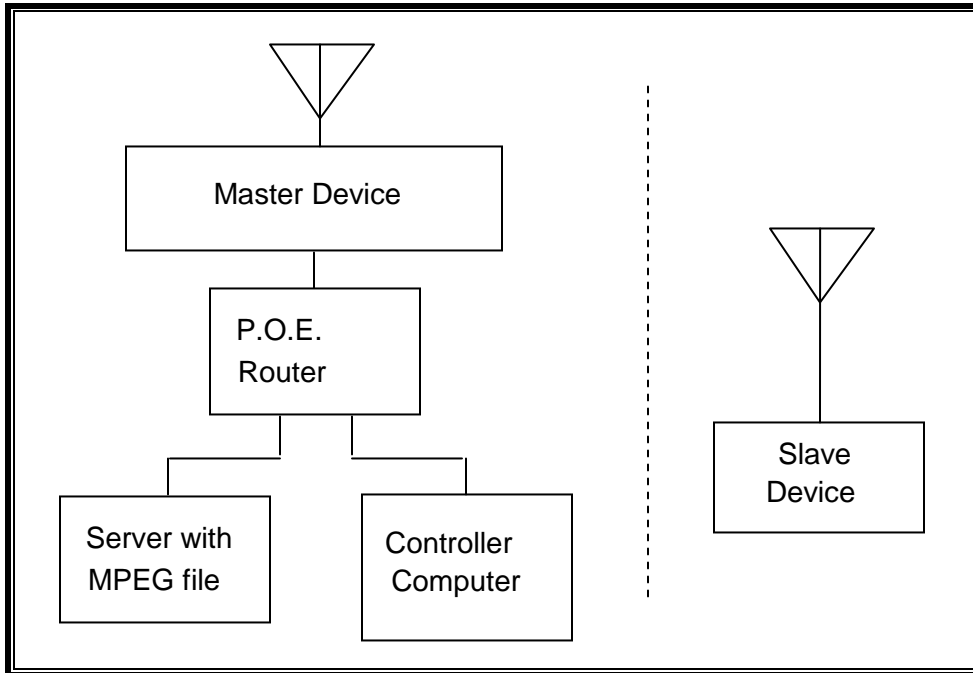 Master Device
P.O.E.
Router
Server with
MPEG file
Controller
Computer
Slave
Device